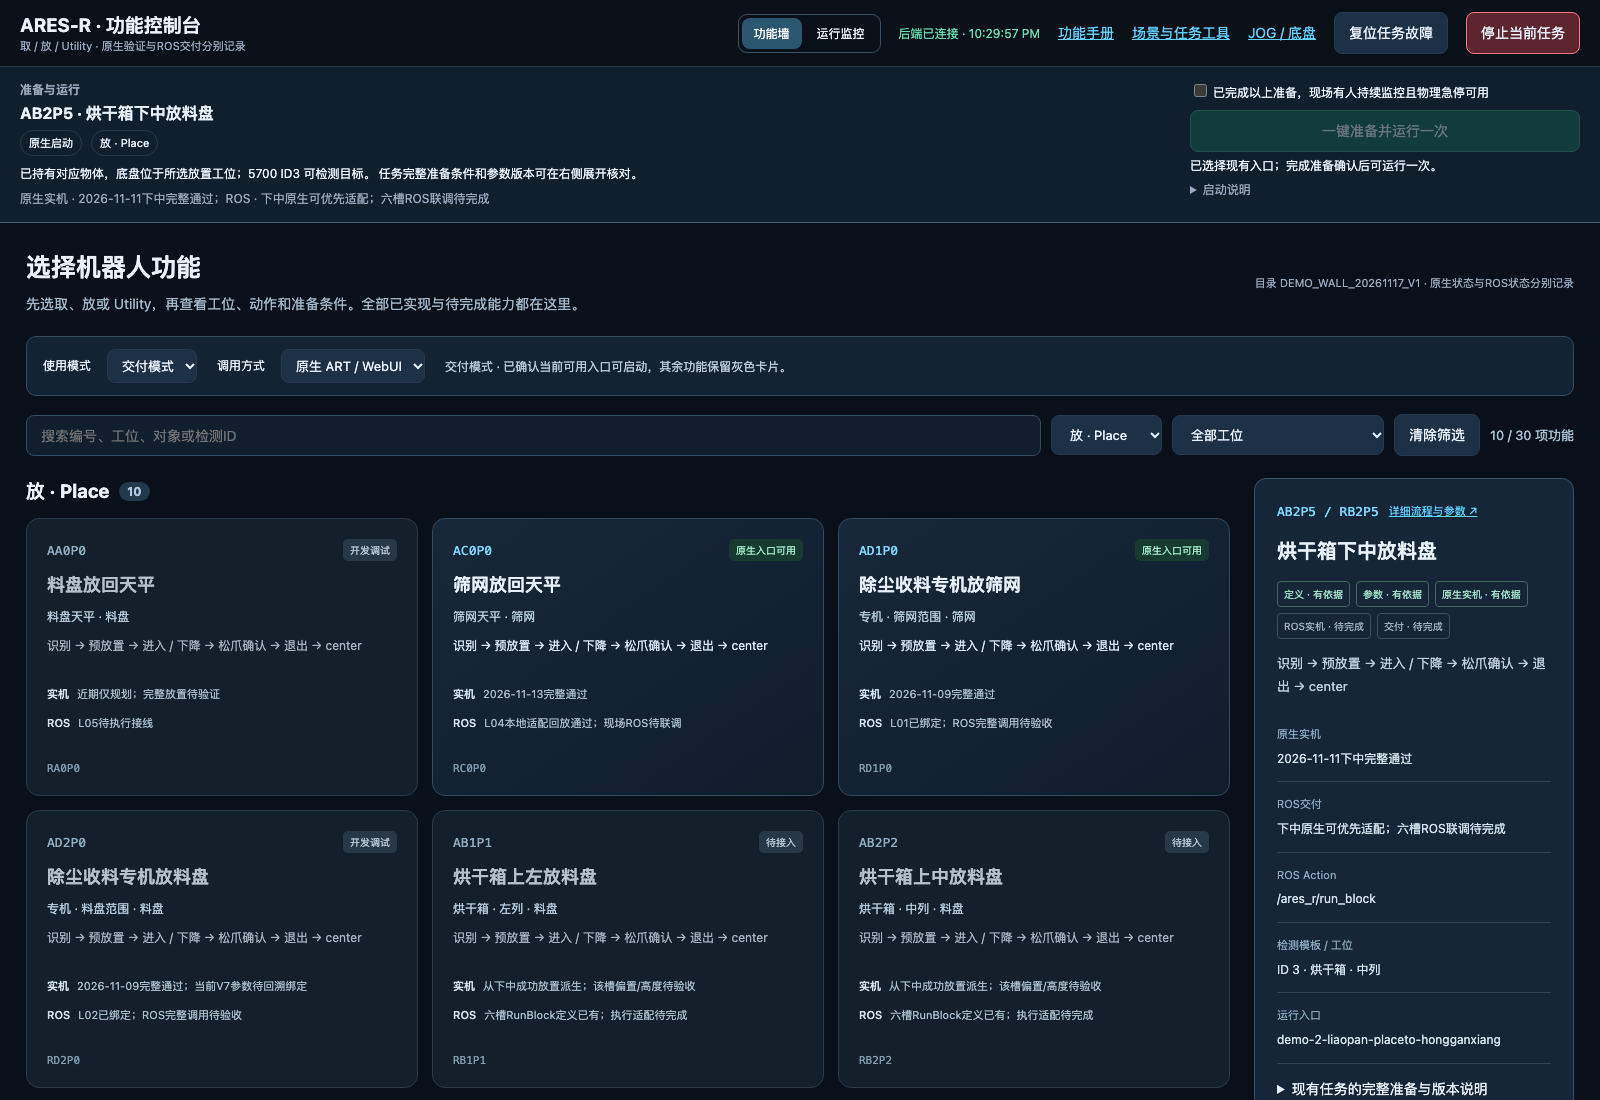 ARES-R · 功能控制台
取 / 放 / Utility · 原生验证与ROS交付分别记录
功能墙
运行监控
后端已连接 · 10:29:57 PM
功能手册
场景与任务工具
JOG / 底盘
复位任务故障
停止当前任务
准备与运行
AB2P5 · 烘干箱下中放料盘
原生启动
放 · Place
已持有对应物体，底盘位于所选放置工位；5700 ID3 可检测目标。 任务完整准备条件和参数版本可在右侧展开核对。
原生实机 · 2026-11-11下中完整通过；ROS · 下中原生可优先适配；六槽ROS联调待完成
已完成以上准备，现场有人持续监控且物理急停可用
一键准备并运行一次
已选择现有入口；完成准备确认后可运行一次。
启动说明
选择机器人功能
先选取、放或 Utility，再查看工位、动作和准备条件。全部已实现与待完成能力都在这里。
目录 DEMO_WALL_20261117_V1 · 原生状态与ROS状态分别记录
使用模式
交付模式
调用方式
原生 ART / WebUI
交付模式 · 已确认当前可用入口可启动，其余功能保留灰色卡片。
搜索编号、工位、对象或检测ID
放 · Place
全部工位
清除筛选
10 / 30 项功能
放 · Place 10
AA0P0
开发调试
料盘放回天平
料盘天平 · 料盘
识别 → 预放置 → 进入 / 下降 → 松爪确认 → 退出 → center
实机 近期仅规划；完整放置待验证
ROS L05待执行接线
RA0P0
AC0P0
原生入口可用
筛网放回天平
筛网天平 · 筛网
识别 → 预放置 → 进入 / 下降 → 松爪确认 → 退出 → center
实机 2026-11-13完整通过
ROS L04本地适配回放通过；现场ROS待联调
RC0P0
AD1P0
原生入口可用
除尘收料专机放筛网
专机 · 筛网范围 · 筛网
识别 → 预放置 → 进入 / 下降 → 松爪确认 → 退出 → center
实机 2026-11-09完整通过
ROS L01已绑定；ROS完整调用待验收
RD1P0
AD2P0
开发调试
除尘收料专机放料盘
专机 · 料盘范围 · 料盘
识别 → 预放置 → 进入 / 下降 → 松爪确认 → 退出 → center
实机 2026-11-09完整通过；当前V7参数待回溯绑定
ROS L02已绑定；ROS完整调用待验收
RD2P0
AB1P1
待接入
烘干箱上左放料盘
烘干箱 · 左列 · 料盘
识别 → 预放置 → 进入 / 下降 → 松爪确认 → 退出 → center
实机 从下中成功放置派生；该槽偏置/高度待验收
ROS 六槽RunBlock定义已有；执行适配待完成
RB1P1
AB2P2
待接入
烘干箱上中放料盘
烘干箱 · 中列 · 料盘
识别 → 预放置 → 进入 / 下降 → 松爪确认 → 退出 → center
实机 从下中成功放置派生；该槽偏置/高度待验收
ROS 六槽RunBlock定义已有；执行适配待完成
RB2P2
AB2P5 / RB2P5 详细流程与参数 ↗
烘干箱下中放料盘
定义 · 有依据
参数 · 有依据
原生实机 · 有依据
ROS实机 · 待完成
交付 · 待完成
识别 → 预放置 → 进入 / 下降 → 松爪确认 → 退
出 → center
原生实机
2026-11-11下中完整通过
ROS交付
下中原生可优先适配；六槽ROS联调待完成
ROS Action
/ares_r/run_block
检测模板 / 工位
ID 3 · 烘干箱 · 中列
运行入口
demo-2-liaopan-placeto-hongganxiang
现有任务的完整准备与版本说明